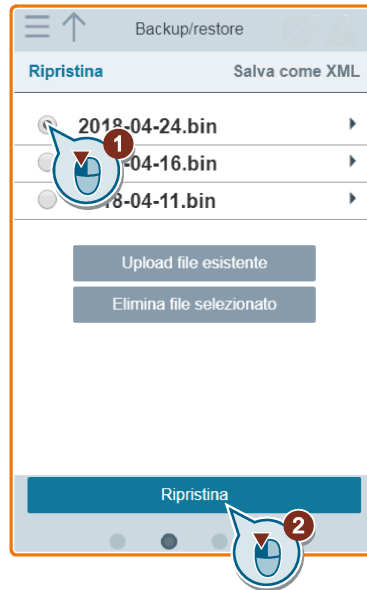 Backup/restore
Ripristina Salva come XML
2018-04-24.bin
1
-04-16.bin
18-04-11.bin
Upload file esistente
Elimina file selezionato
Ripristina
2